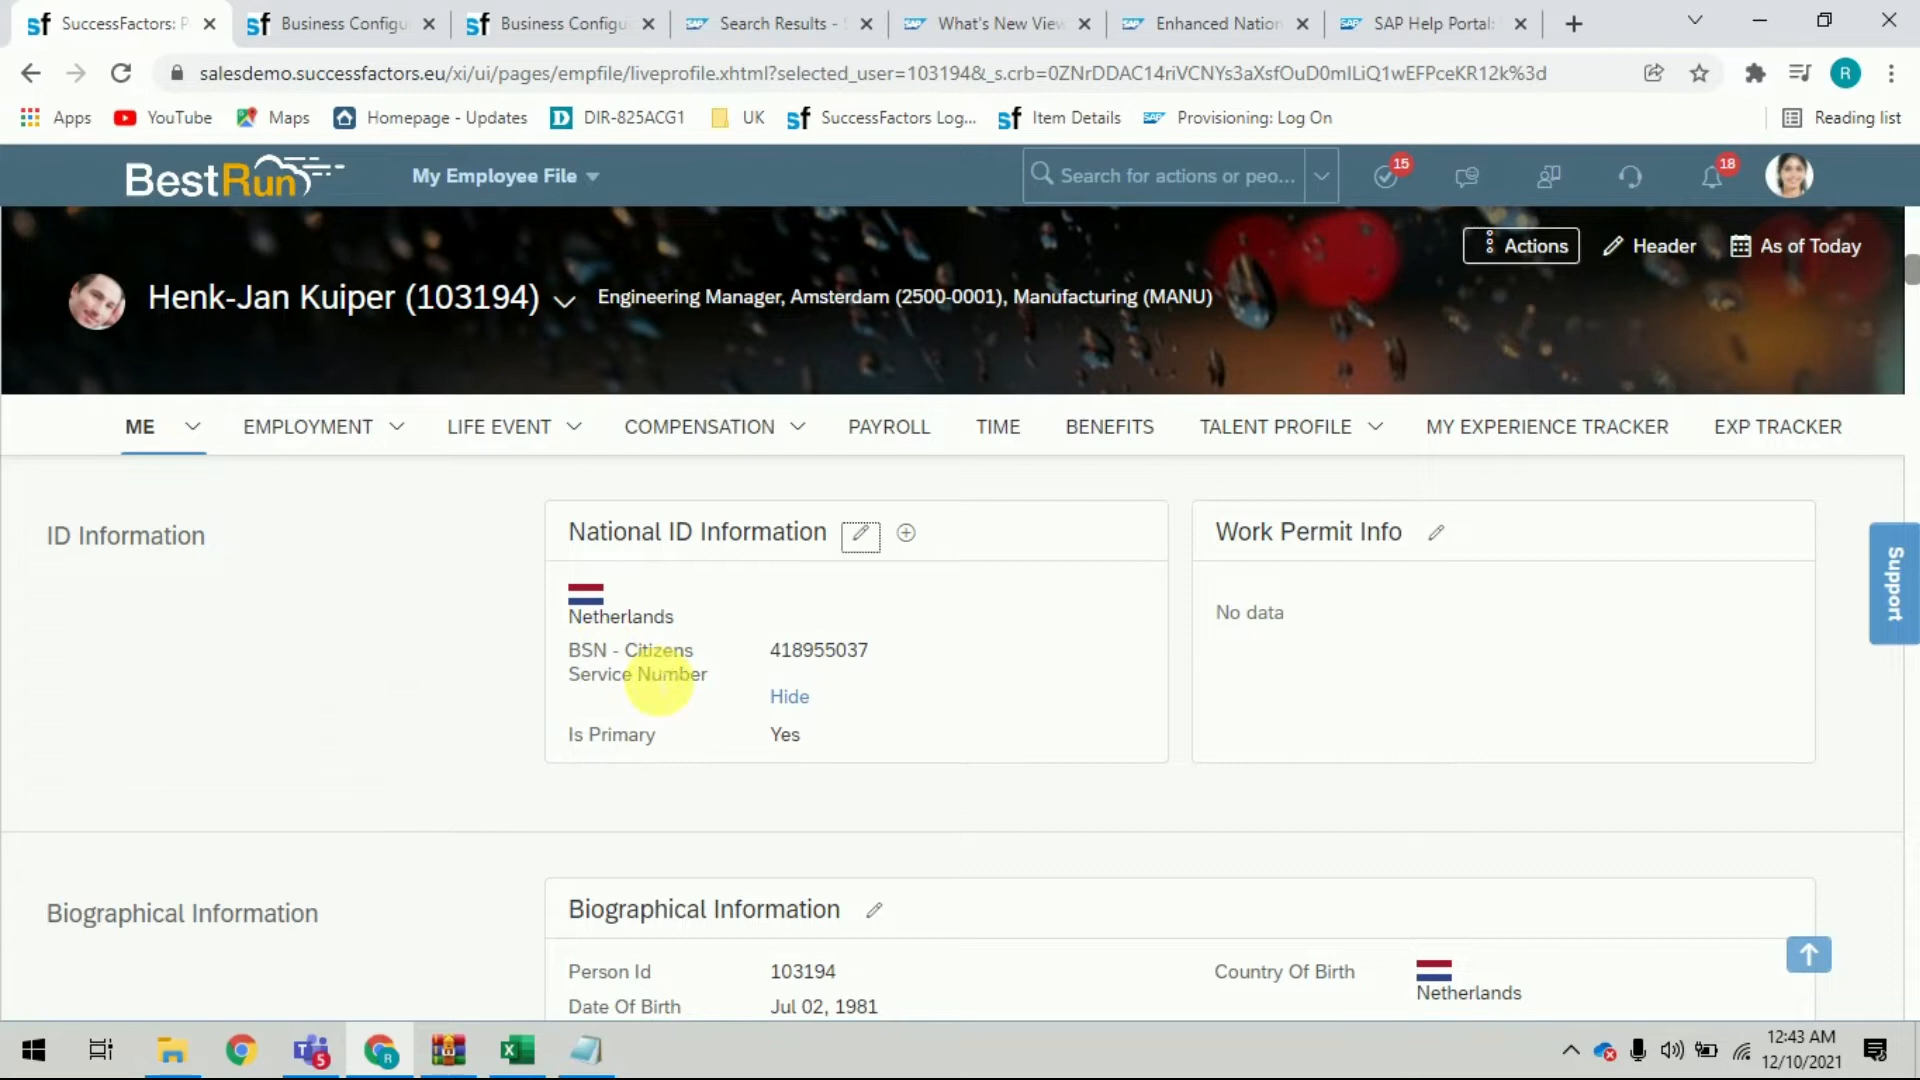 SuccessFactors: P
Business Configu
Business Configu
Search Results -
What's New View
Enhanced Nation
SAP Help Portal:
salesdemo.successfactors.eu/xi/ui/pages/empfile/liveprofile.xhtml?selected_user=103194&_s.crb=0ZNrDDAC14riVCNYs3aXsfOuD0mILiQ1wEFPceKR12k%3d
R
Apps
YouTube
Maps
Homepage - Updates
DIR-825ACG1
UK
SuccessFactors Log...
Item Details
Provisioning: Log On
Reading list
BestRun
My Employee File
Search for actions or peo...
15
18
Actions
Header
As of Today
Henk-Jan Kuiper (103194)
Engineering Manager, Amsterdam (2500-0001), Manufacturing (MANU)
ME
EMPLOYMENT
LIFE EVENT
COMPENSATION
PAYROLL
TIME
BENEFITS
TALENT PROFILE
MY EXPERIENCE TRACKER
EXP TRACKER
ID Information
National ID Information
Work Permit Info
Netherlands
No data
BSN - Citizens
Service Number
418955037
Hide
Is Primary
Yes
Support
Biographical Information
Biographical Information
Person Id
103194
Country Of Birth
Netherlands
Date Of Birth
Jul 02, 1981
5
R
12:43 AM
12/10/2021